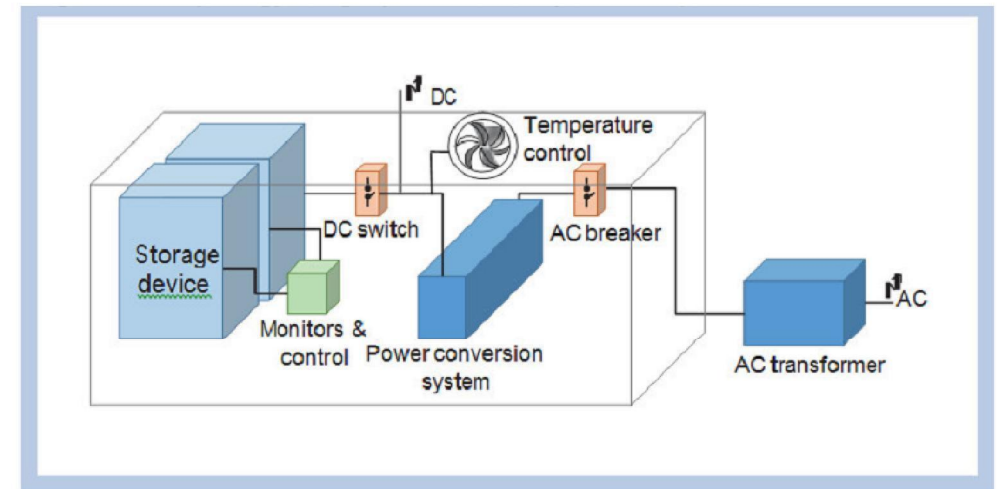 DC
Temperature
control
DC switch
AC breaker
Storage
device
Monitors &
control
Power conversion
system
AC
AC transformer